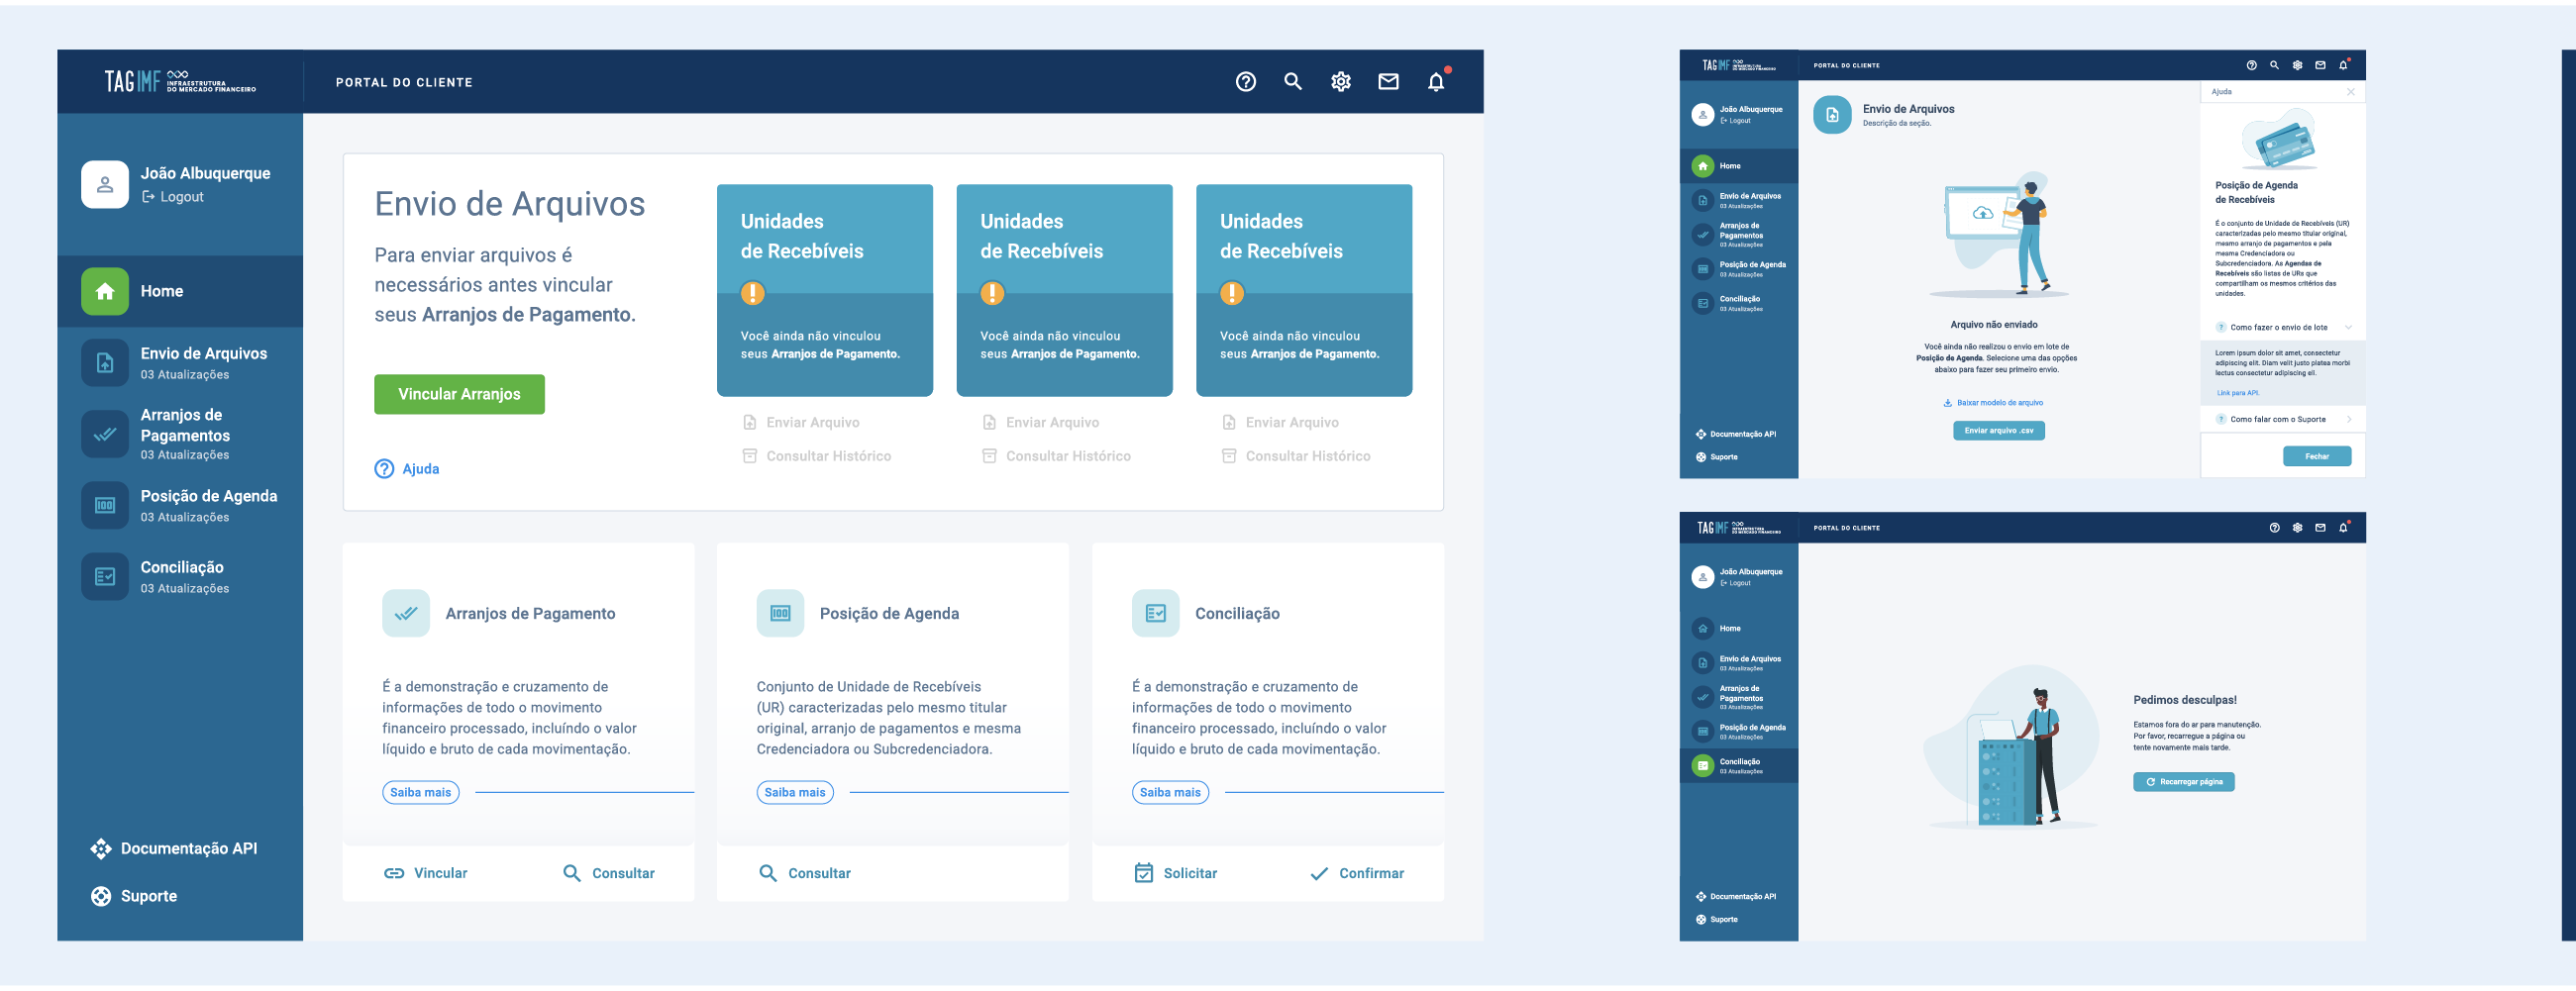 TAG IMF INFRAESTRUTURA
DO MERCADO FINANCEIRO
PORTAL DO CLIENTE
João Albuquerque
Logout
Home
Envio de Arquivos
03 Atualizações
Arranjos de
Pagamentos
03 Atualizações
Posição de Agenda
03 Atualizações
Conciliação
03 Atualizações
Documentação API
Suporte
Envio de Arquivos
Para enviar arquivos é
necessários antes vincular
seus Arranjos de Pagamento.
Vincular Arranjos
Ajuda
Unidades
de Recebíveis
Você ainda não vinculou
seus Arranjos de Pagamento.
Enviar Arquivo
Consultar Histórico
Unidades
de Recebíveis
Você ainda não vinculou
seus Arranjos de Pagamento.
Enviar Arquivo
Consultar Histórico
Unidades
de Recebíveis
Você ainda não vinculou
seus Arranjos de Pagamento.
Enviar Arquivo
Consultar Histórico
Arranjos de Pagamento
É a demonstração e cruzamento de
informações de todo o movimento
financeiro processado, incluíndo o valor
líquido e bruto de cada movimentação.
Saiba mais
Vincular
Consultar
Posição de Agenda
Conjunto de Unidade de Recebíveis
(UR) caracterizadas pelo mesmo titular
original, arranjo de pagamentos e mesma
Credenciadora ou Subcredenciadora.
Saiba mais
Consultar
Conciliação
É a demonstração e cruzamento de
informações de todo o movimento
financeiro processado, incluíndo o valor
líquido e bruto de cada movimentação.
Saiba mais
Solicitar
Confirmar
TAG IMF INFRAESTRUTURA
DO MERCADO FINANCEIRO
PORTAL DO CLIENTE
João Albuquerque
Logout
Home
Envio de Arquivos
03 Atualizações
Arranjos de
Pagamentos
03 Atualizações
Posição de Agenda
03 Atualizações
Conciliação
03 Atualizações
Documentação API
Suporte
Envio de Arquivos
Descrição da seção.
Arquivo não enviado
Você ainda não realizou o envio em lote de
Posição de Agenda. Selecione uma das opções
abaixo para fazer seu primeiro envio.
Baixar modelo de arquivo
Enviar arquivo .csv
Ajuda
Posição de Agenda
de Recebíveis
É o conjunto de Unidade de Recebíveis (UR)
caracterizadas pelo mesmo titular original,
mesmo arranjo de pagamentos e pela
mesma Credenciadora ou
Subcredenciadora. As Agendas de
Recebíveis são listas de URs que
compartilham os mesmos critérios das
unidades.
Como fazer o envio de lote
Lorem ipsum dolor sit amet, consectetur
adipiscing elit. Diam velit justo platea morbi
lectus consectetur adipiscing eil.
Link para API.
Como falar com o Suporte
Fechar
TAG IMF INFRAESTRUTURA
DO MERCADO FINANCEIRO
PORTAL DO CLIENTE
João Albuquerque
Logout
Home
Envio de Arquivos
03 Atualizações
Arranjos de
Pagamentos
03 Atualizações
Posição de Agenda
03 Atualizações
Conciliação
03 Atualizações
Documentação API
Suporte
Pedimos desculpas!
Estamos fora do ar para manutenção.
Por favor, recarregue a página ou
tente novamente mais tarde.
Recarregar página